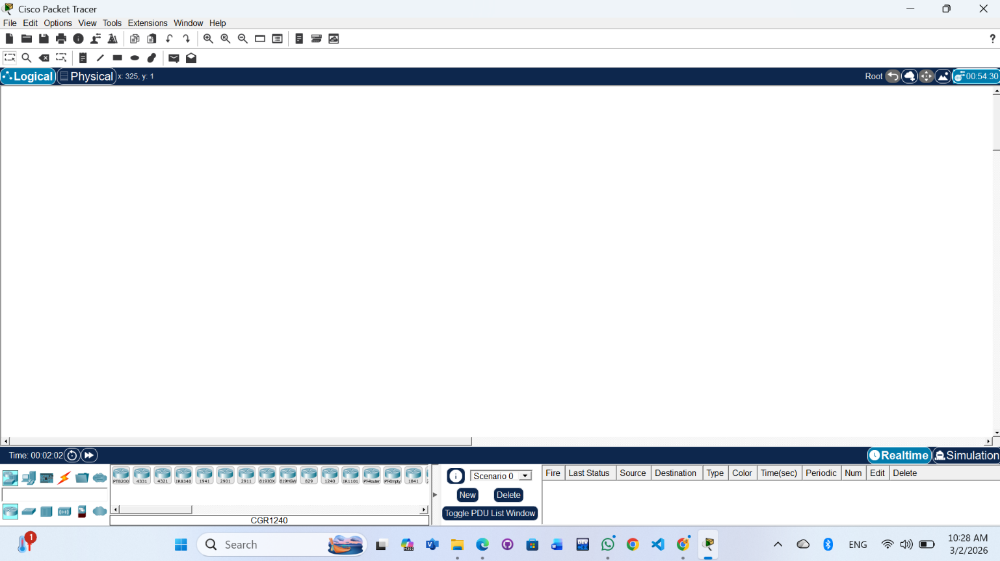 Cisco Packet Tracer
File Edit Options View Tools Extensions Window Help
?
Logical Physical x: 325, y: 1 Root 00:54:30
Time: 00:02:02 Realtime Simulation
PT8200 4331 4321 IR8340 1941 2901 2911 819IOX 819HGW 829 1240 IR1101 PT-Router PT-Empty 1841
CGR1240
Scenario 0
New Delete
Toggle PDU List Window
Fire Last Status Source Destination Type Color Time(sec) Periodic Num Edit Delete
1
Search
M365
DEV
ENG
10:28 AM
3/2/2026